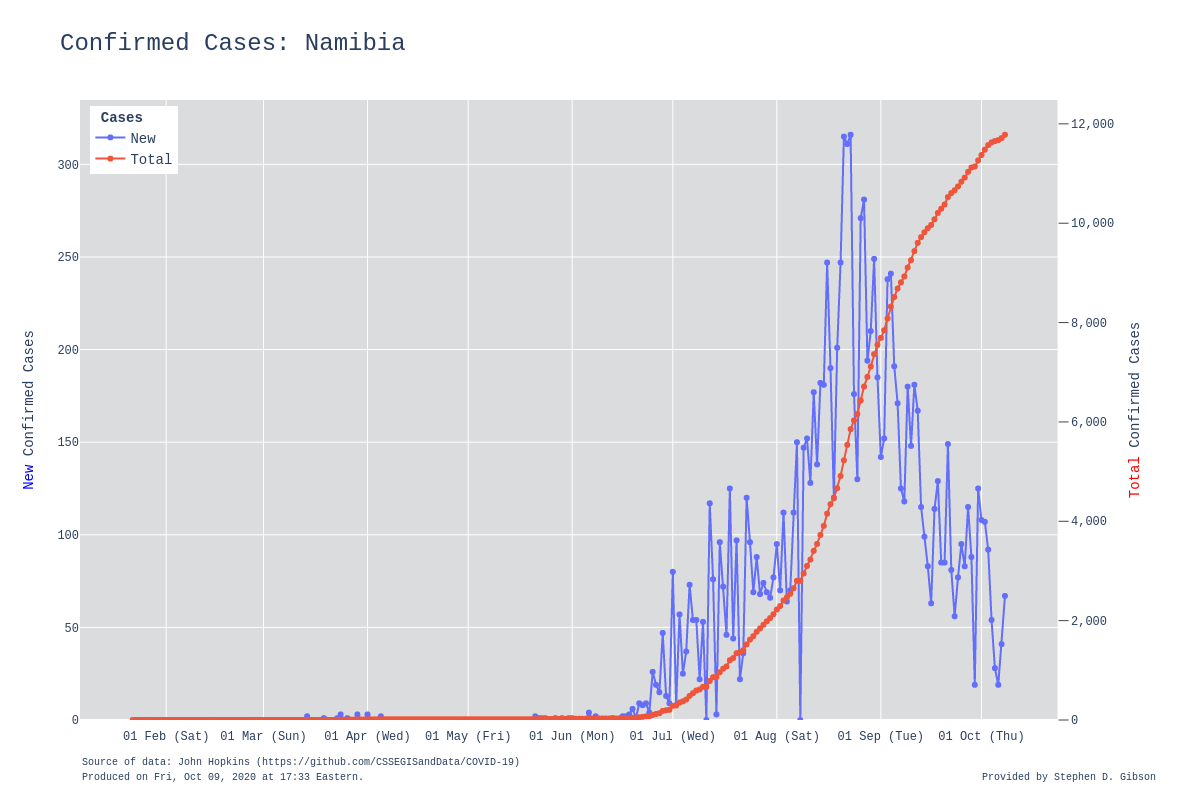 Confirmed Cases: Namibia
Cases
New
Total
300
250
200
150
100
50
0
12,000
10,000
8,000
6,000
4,000
2,000
0
New Confirmed Cases
Total Confirmed Cases
01 Feb (Sat) 01 Mar (Sun) 01 Apr (Wed) 01 May (Fri) 01 Jun (Mon) 01 Jul (Wed) 01 Aug (Sat) 01 Sep (Tue) 01 Oct (Thu)
Source of data: John Hopkins (https://github.com/CSSEGISandData/COVID-19)
Produced on Fri, Oct 09, 2020 at 17:33 Eastern.
Provided by Stephen D. Gibson